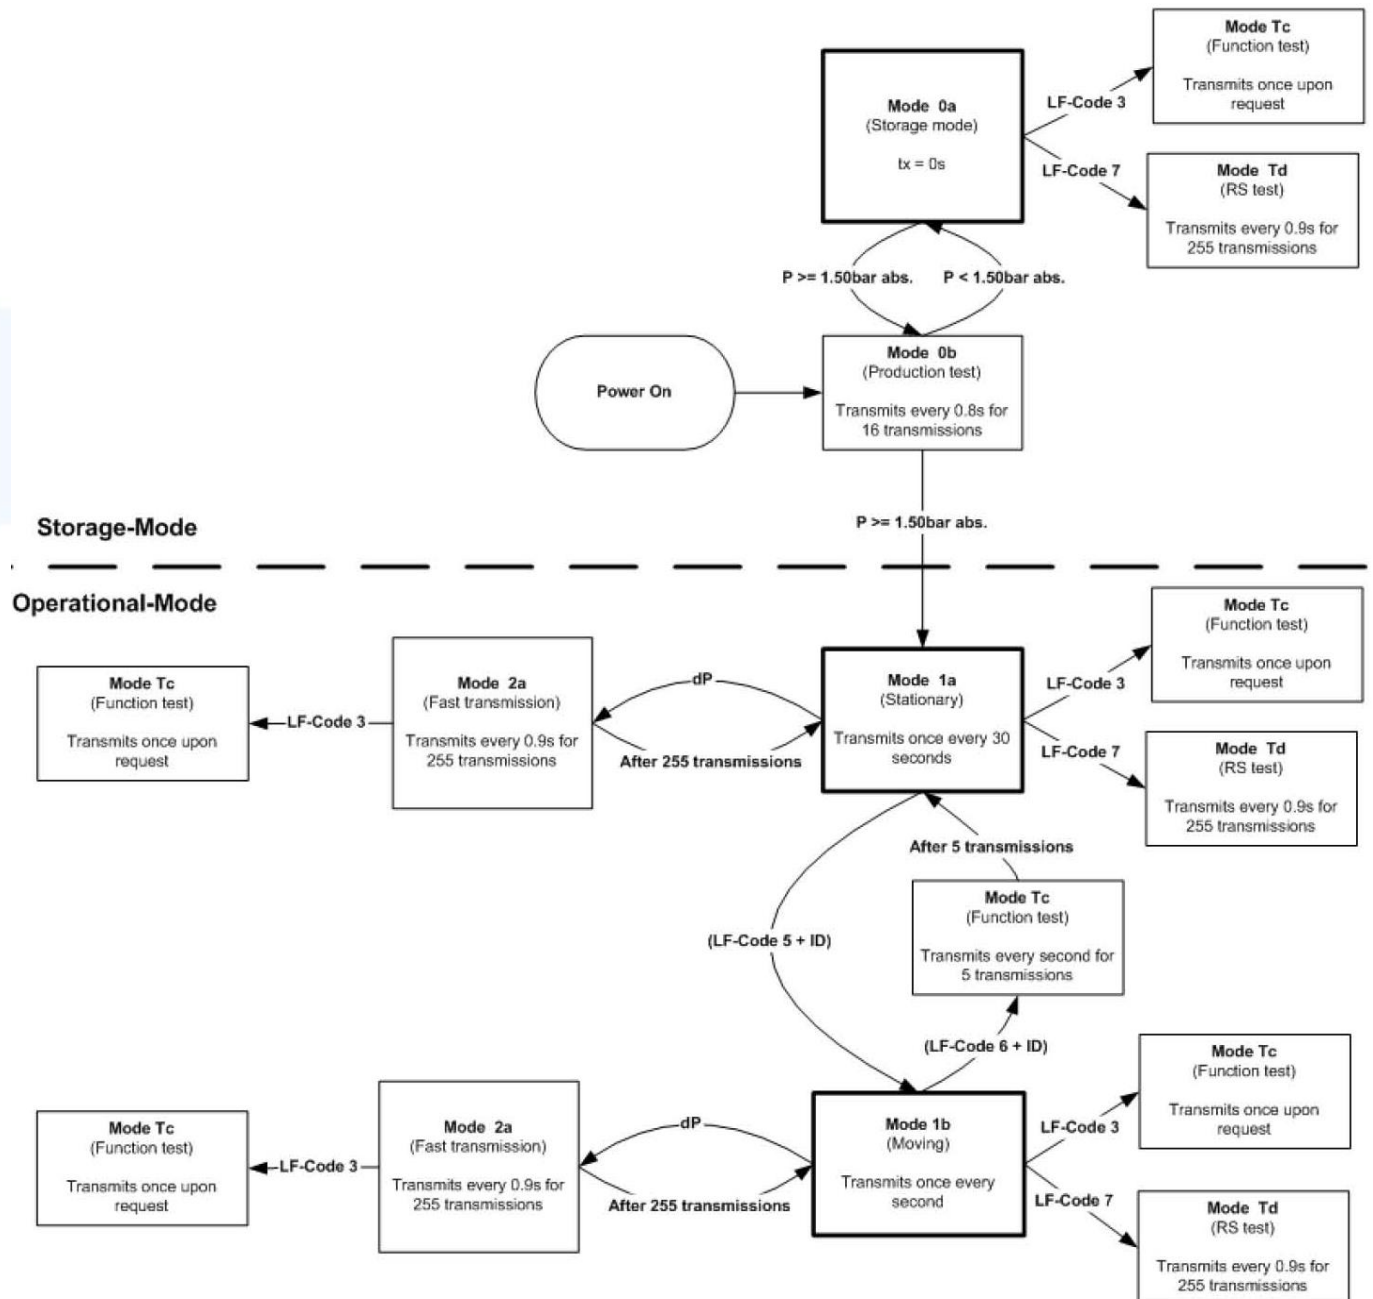 Mode Tc
(Function test)
Transmits once upon
request
Mode 0a
(Storage mode)
tx = 0s
LF-Code 3
LF-Code 7
Mode Td
(RS test)
Transmits every 0.9s for
255 transmissions
P >= 1.50bar abs.
P < 1.50bar abs.
Power On
Mode 0b
(Production test)
Transmits every 0.8s for
16 transmissions
P >= 1.50bar abs.
Storage-Mode
Operational-Mode
Mode Tc
(Function test)
Transmits once upon
request
LF-Code 3
Mode 2a
(Fast transmission)
Transmits every 0.9s for
255 transmissions
dP
After 255 transmissions
Mode 1a
(Stationary)
Transmits once every 30
seconds
LF-Code 3
LF-Code 7
Mode Tc
(Function test)
Transmits once upon
request
Mode Td
(RS test)
Transmits every 0.9s for
255 transmissions
After 5 transmissions
Mode Tc
(Function test)
Transmits every second for
5 transmissions
(LF-Code 5 + ID)
(LF-Code 6 + ID)
Mode Tc
(Function test)
Transmits once upon
request
LF-Code 3
Mode 2a
(Fast transmission)
Transmits every 0.9s for
255 transmissions
dP
After 255 transmissions
Mode 1b
(Moving)
Transmits once every
second
LF-Code 3
LF-Code 7
Mode Tc
(Function test)
Transmits once upon
request
Mode Td
(RS test)
Transmits every 0.9s for
255 transmissions